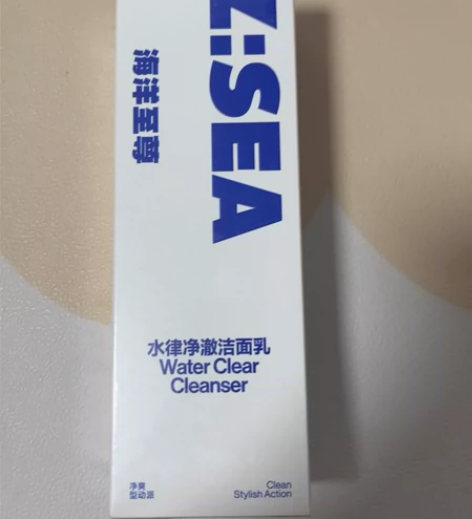 Z:SEA
海洋至尊
水律净澈洁面乳
Water Clear
Cleanser
净爽
型动源
Clean
Stylish Action